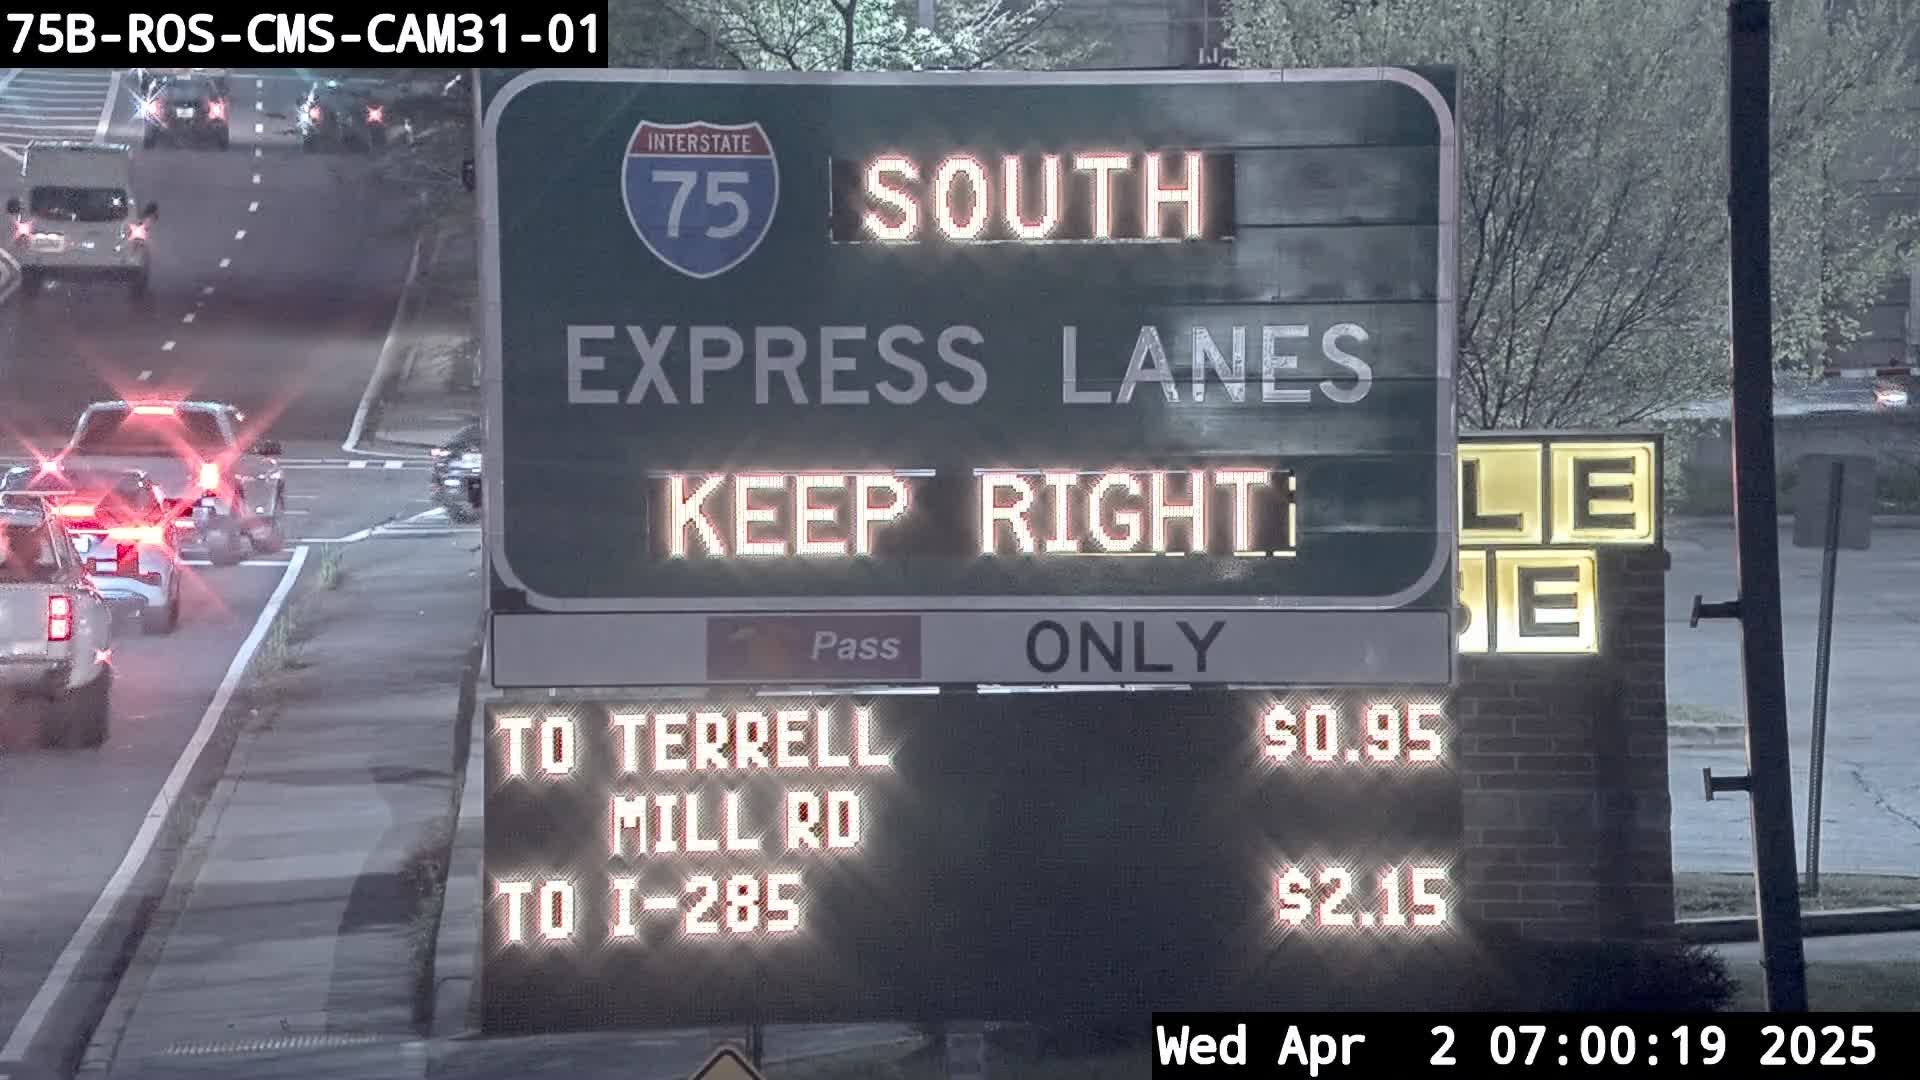 75B-ROS-CMS-CAM31-01
INTERSTATE
75
SOUTH
EXPRESS LANES
KEEP RIGHT
LE
E
Pass ONLY
TO TERRELL $0.95
MILL RD
TO I-285 $2.15
Wed Apr 2 07:00:19 2025